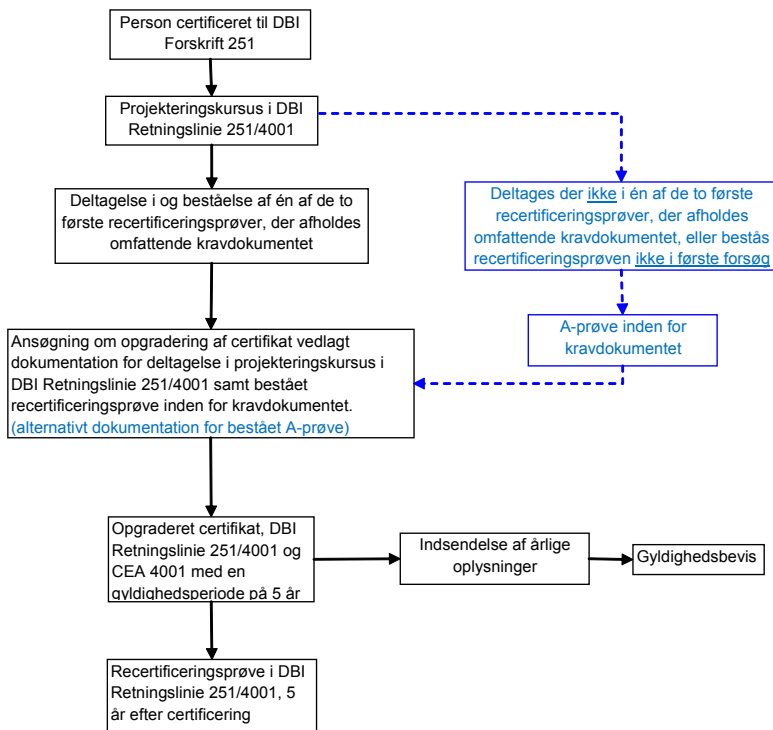 Person certificeret til DBI
Forskrift 251
Projekteringskursus i DBI
Retningslinie 251/4001
Deltagelse i og beståelse af én af de to
første recertificeringsprøver, der afholdes
omfattende kravdokumentet
Deltages der ikke i én af de to første
recertificeringsprøver, der afholdes
omfattende kravdokumentet, eller bestås
recertificeringsprøven ikke i første forsøg
A-prøve inden for
kravdokumentet
Ansøgning om opgradering af certifikat vedlagt
dokumentation for deltagelse i projekteringskursus i
DBI Retningslinie 251/4001 samt bestået
recertificeringsprøve inden for kravdokumentet.
(alternativt dokumentation for bestået A-prøve)
Opgraderet certifikat, DBI
Retningslinie 251/4001 og
CEA 4001 med en
gyldighedsperiode på 5 år
Indsendelse af årlige
oplysninger
Gyldighedsbevis
Recertificeringsprøve i DBI
Retningslinie 251/4001, 5
år efter certificering